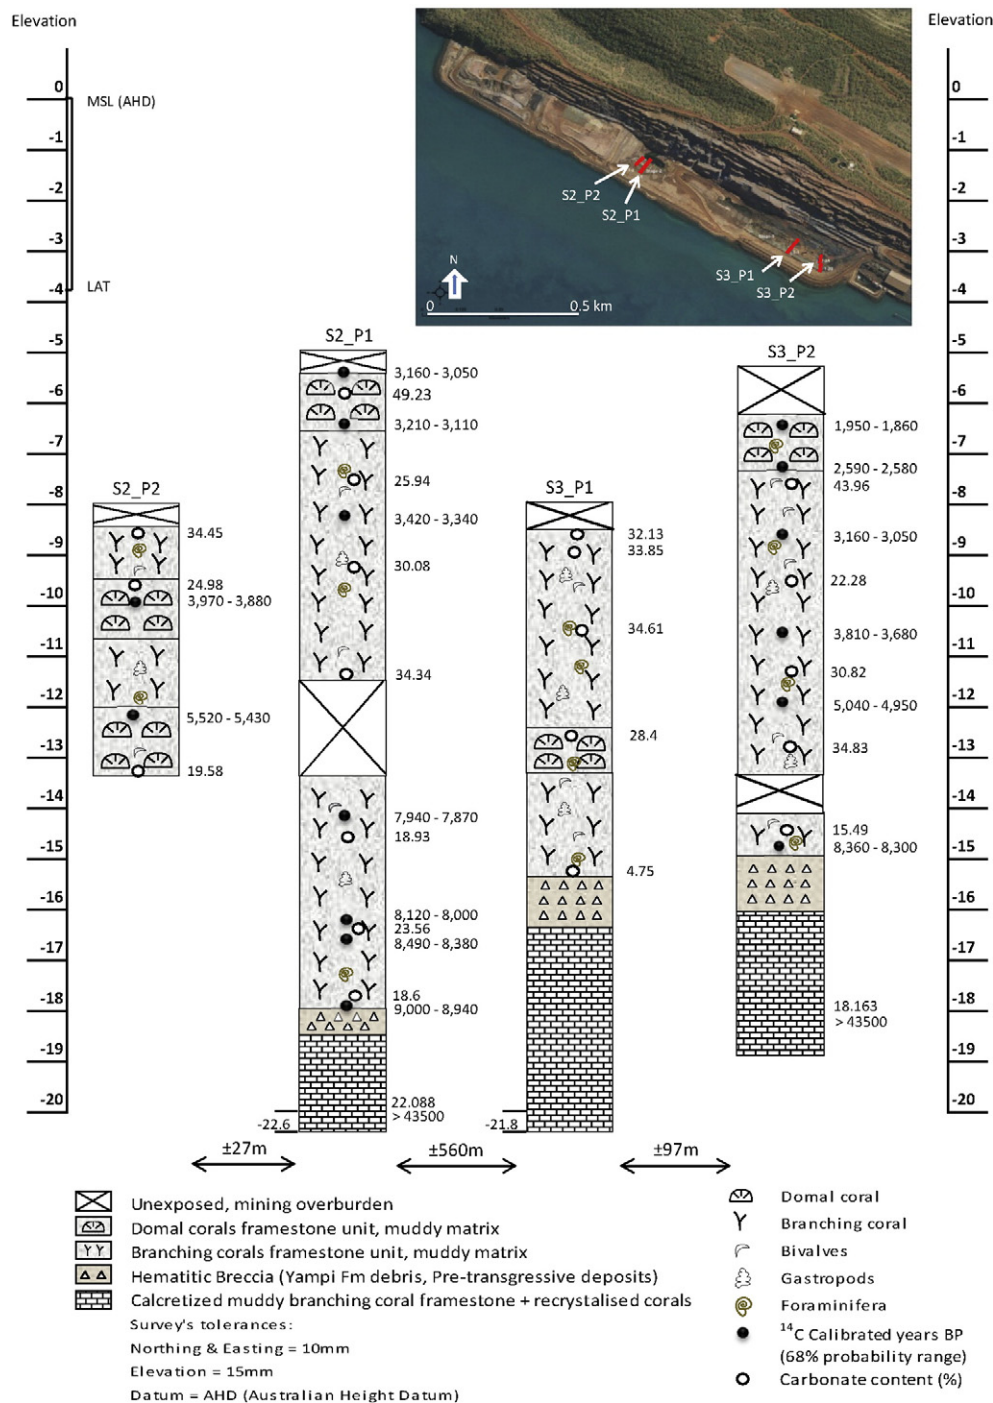 Elevation
Elevation
0
-1
-2
-3
-4
-5
-6
-7
-8
-9
-10
-11
-12
-13
-14
-15
-16
-17
-18
-19
-20
MSL (AHD)
LAT
S2_P2
S2_P1
S3_P1
S3_P2
N
0
0.5 km
0
-1
-2
-3
-4
-5
-6
-7
-8
-9
-10
-11
-12
-13
-14
-15
-16
-17
-18
-19
-20
S2_P2
34.45
24.98
3,970 - 3,880
5,520 - 5,430
19.58
S2_P1
3,160 - 3,050
49.23
3,210 - 3,110
25.94
3,420 - 3,340
30.08
34.34
7,940 - 7,870
18.93
8,120 - 8,000
23.56
8,490 - 8,380
18.6
9,000 - 8,940
22.088
> 43500
-22.6
S3_P1
32.13
33.85
34.61
28.4
4.75
-21.8
S3_P2
1,950 - 1,860
2,590 - 2,580
43.96
3,160 - 3,050
22.28
3,810 - 3,680
30.82
5,040 - 4,950
34.83
15.49
8,360 - 8,300
18.163
> 43500
±27m
±560m
±97m
Unexposed, mining overburden
Domal corals framestone unit, muddy matrix
Branching corals framestone unit, muddy matrix
Hematitic Breccia (Yampi Fm debris, Pre-transgressive deposits)
Calcretized muddy branching coral framestone + recrystalised corals
Survey's tolerances:
Northing & Easting = 10mm
Elevation = 15mm
Datum = AHD (Australian Height Datum)
Domal coral
Branching coral
Bivalves
Gastropods
Foraminifera
¹⁴C Calibrated years BP
(68% probability range)
Carbonate content (%)